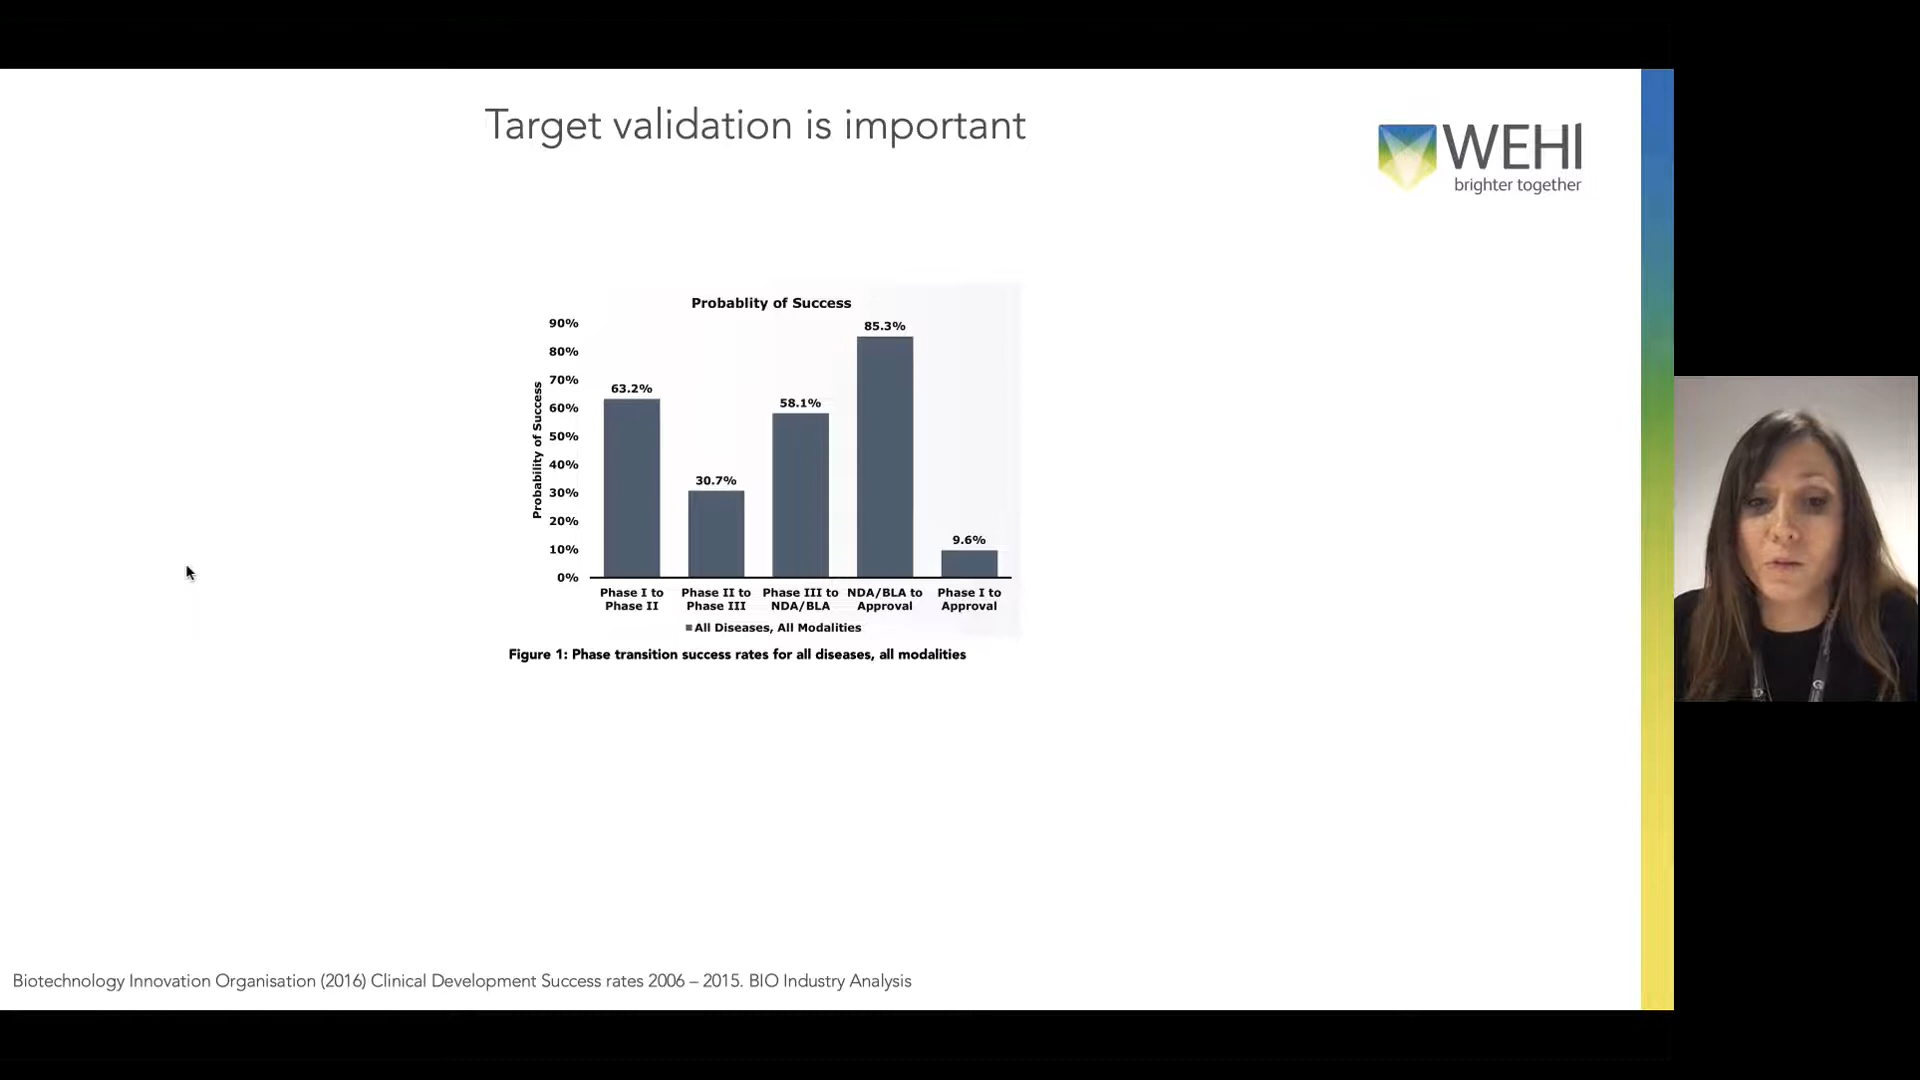 Target validation is important
WEHI
brighter together
Probablity of Success
90%
80%
70%
60%
50%
40%
30%
20%
10%
0%
Probability of Success
63.2%
30.7%
58.1%
85.3%
9.6%
Phase I to
Phase II
Phase II to
Phase III
Phase III to
NDA/BLA
NDA/BLA to
Approval
Phase I to
Approval
All Diseases, All Modalities
Figure 1: Phase transition success rates for all diseases, all modalities
Biotechnology Innovation Organisation (2016) Clinical Development Success rates 2006 – 2015. BIO Industry Analysis